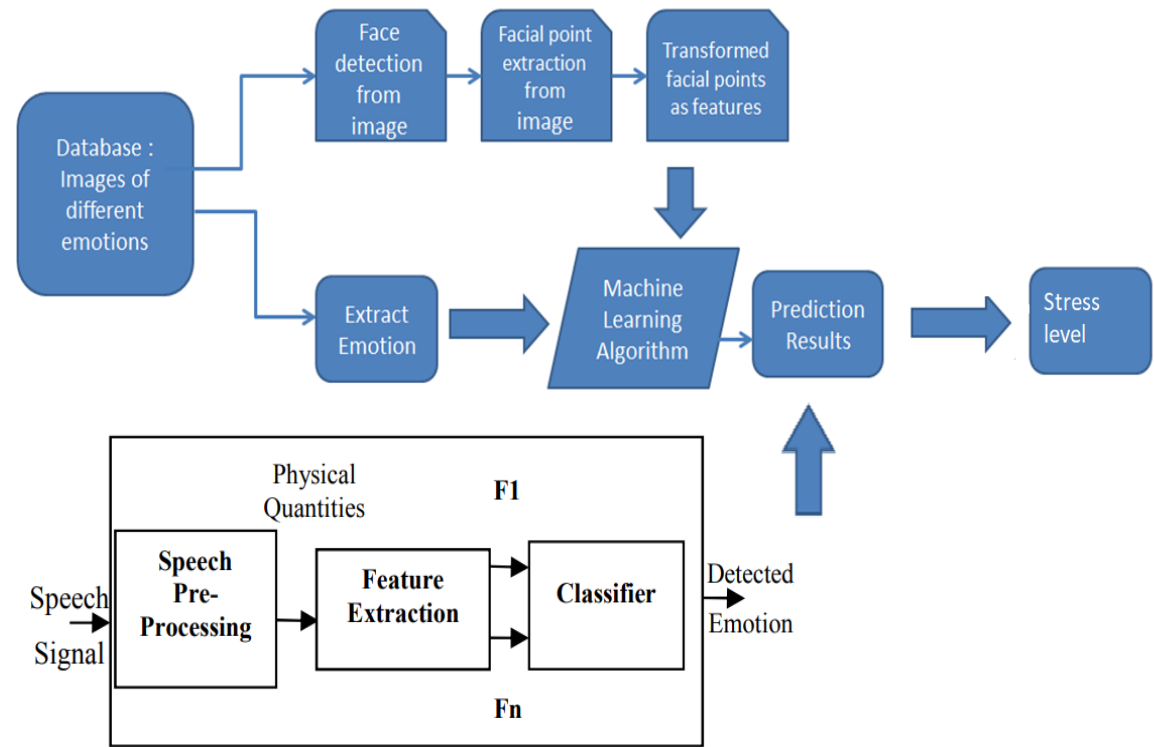 Database :
Images of
different
emotions
Face
detection
from
image
Facial point
extraction
from
image
Transformed
facial points
as features
Extract
Emotion
Machine
Learning
Algorithm
Prediction
Results
Stress
level
Physical
Quantities
F1
Speech
Signal
Speech
Pre-
Processing
Feature
Extraction
Classifier
Detected
Emotion
Fn